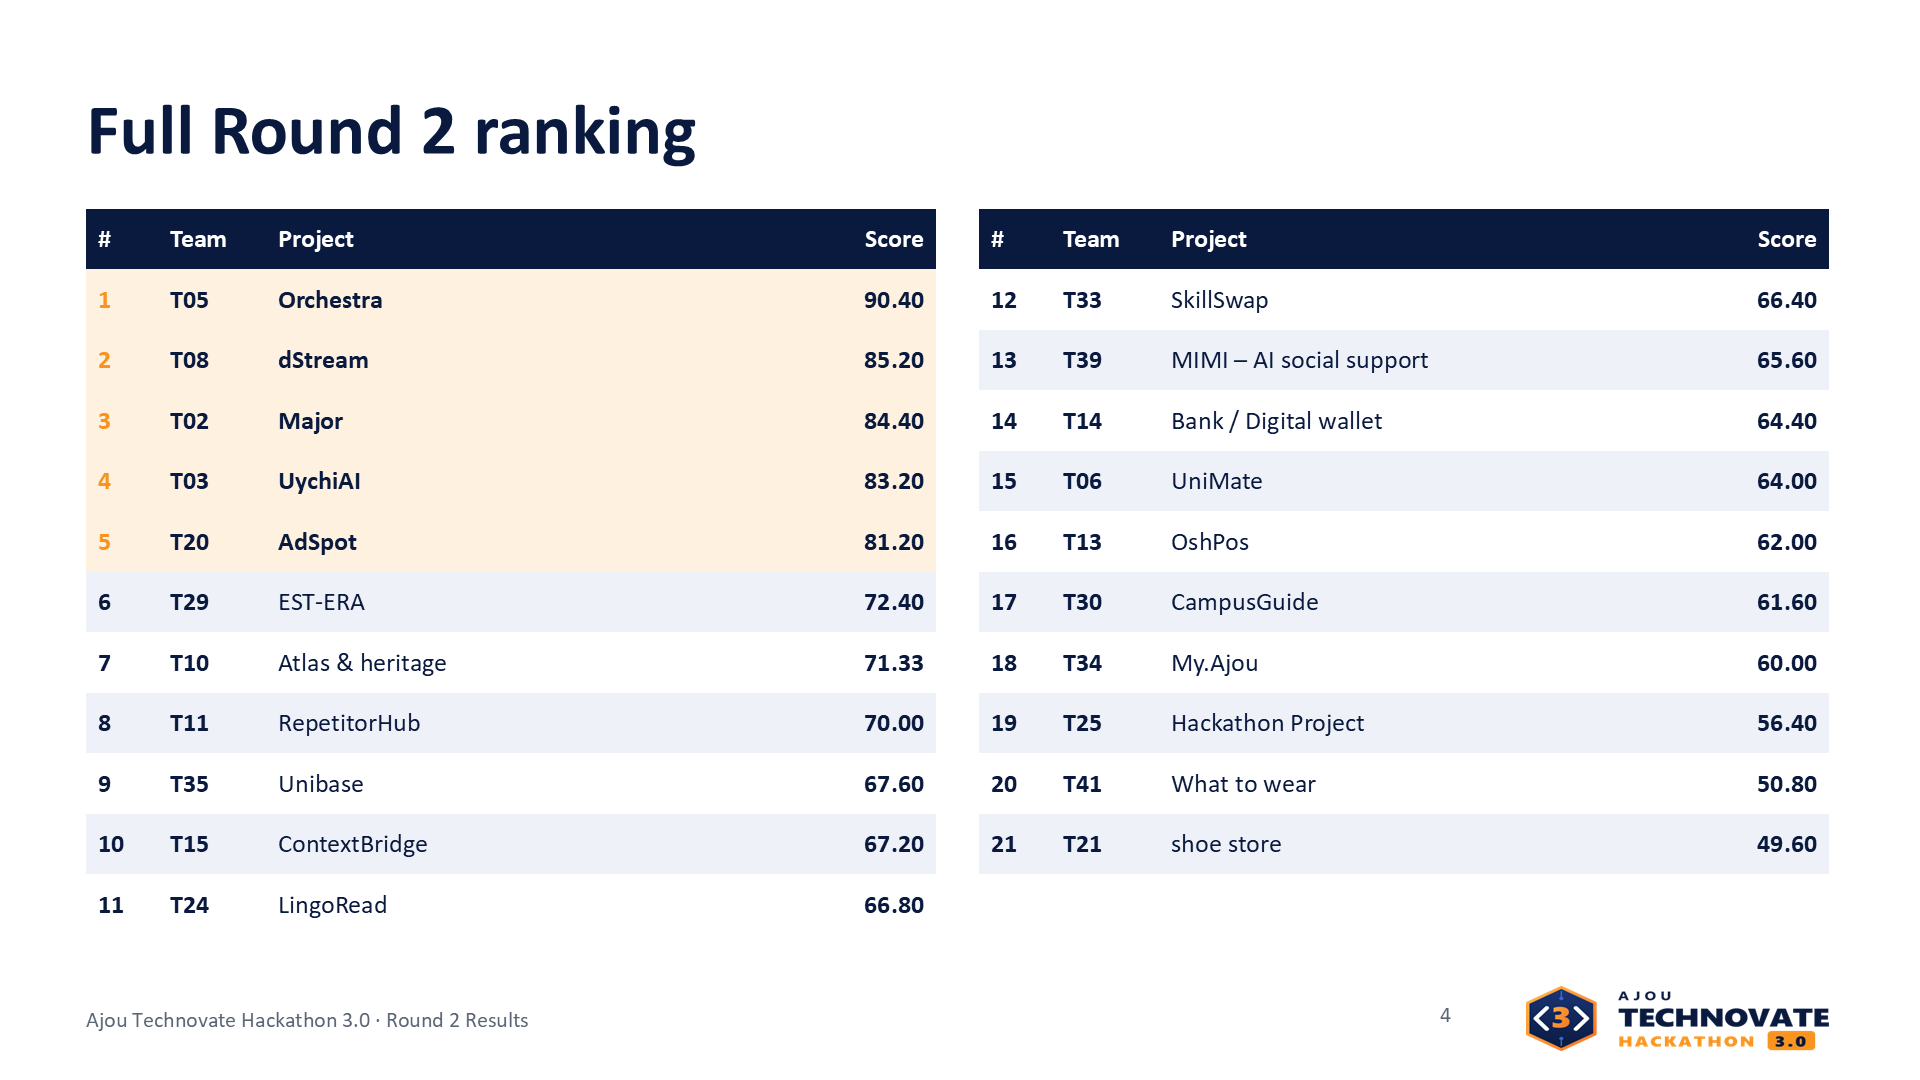 Full Round 2 ranking
# Team Project Score
1 T05 Orchestra 90.40
2 T08 dStream 85.20
3 T02 Major 84.40
4 T03 UychiAI 83.20
5 T20 AdSpot 81.20
6 T29 EST-ERA 72.40
7 T10 Atlas & heritage 71.33
8 T11 RepetitorHub 70.00
9 T35 Unibase 67.60
10 T15 ContextBridge 67.20
11 T24 LingoRead 66.80
# Team Project Score
12 T33 SkillSwap 66.40
13 T39 MIMI – AI social support 65.60
14 T14 Bank / Digital wallet 64.40
15 T06 UniMate 64.00
16 T13 OshPos 62.00
17 T30 CampusGuide 61.60
18 T34 My.Ajou 60.00
19 T25 Hackathon Project 56.40
20 T41 What to wear 50.80
21 T21 shoe store 49.60
Ajou Technovate Hackathon 3.0 · Round 2 Results
4
<3>
AJOU
TECHNOVATE
HACKATHON 3.0